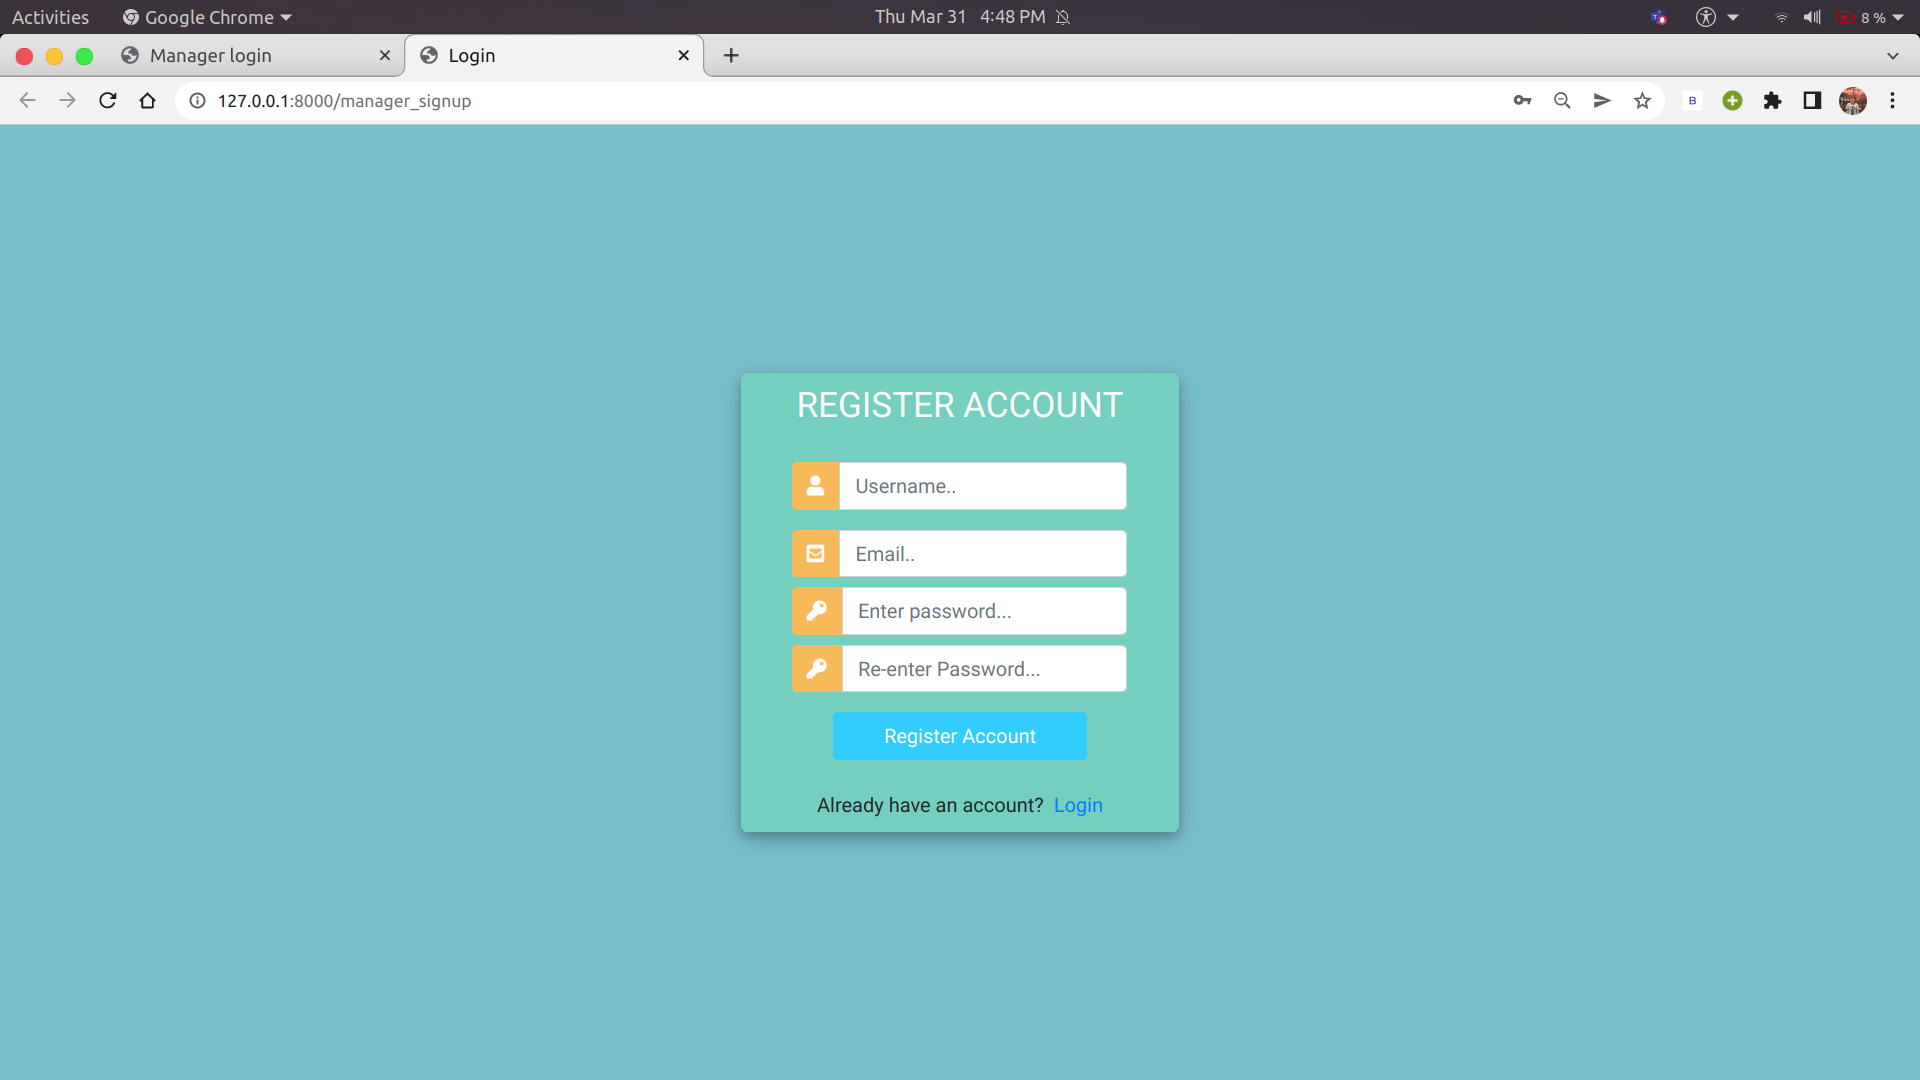 Activities Google Chrome Thu Mar 31 4:48 PM 8 %
Manager login Login
127.0.0.1:8000/manager_signup B
REGISTER ACCOUNT
Username..
Email..
Enter password...
Re-enter Password...
Register Account
Already have an account? Login